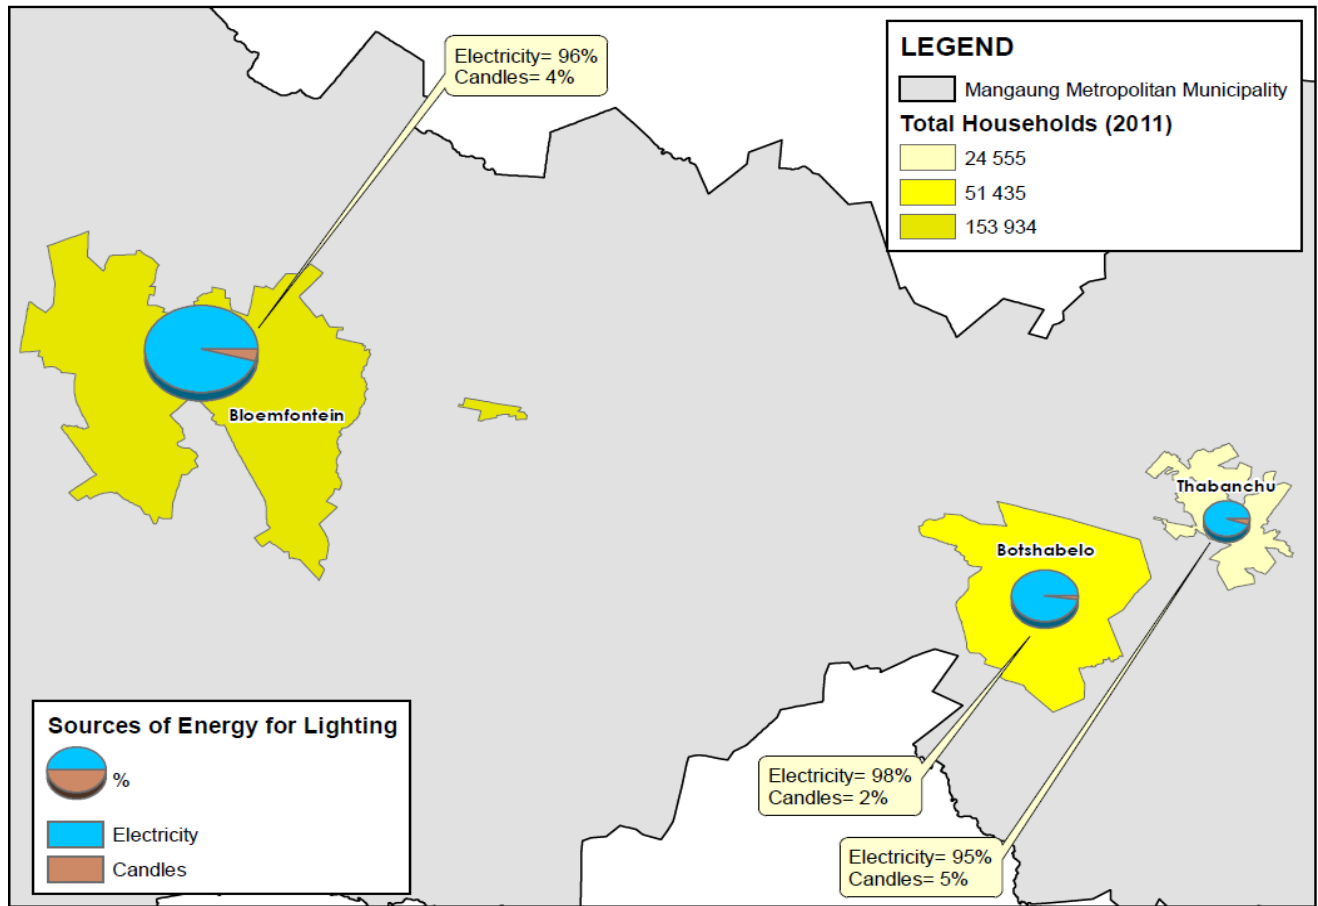 Electricity= 96%
Candles= 4%
LEGEND
Mangaung Metropolitan Municipality
Total Households (2011)
24 555
51 435
153 934
Bloemfontein
Thabanchu
Botshabelo
Sources of Energy for Lighting
%
Electricity
Candles
Electricity= 98%
Candles= 2%
Electricity= 95%
Candles= 5%